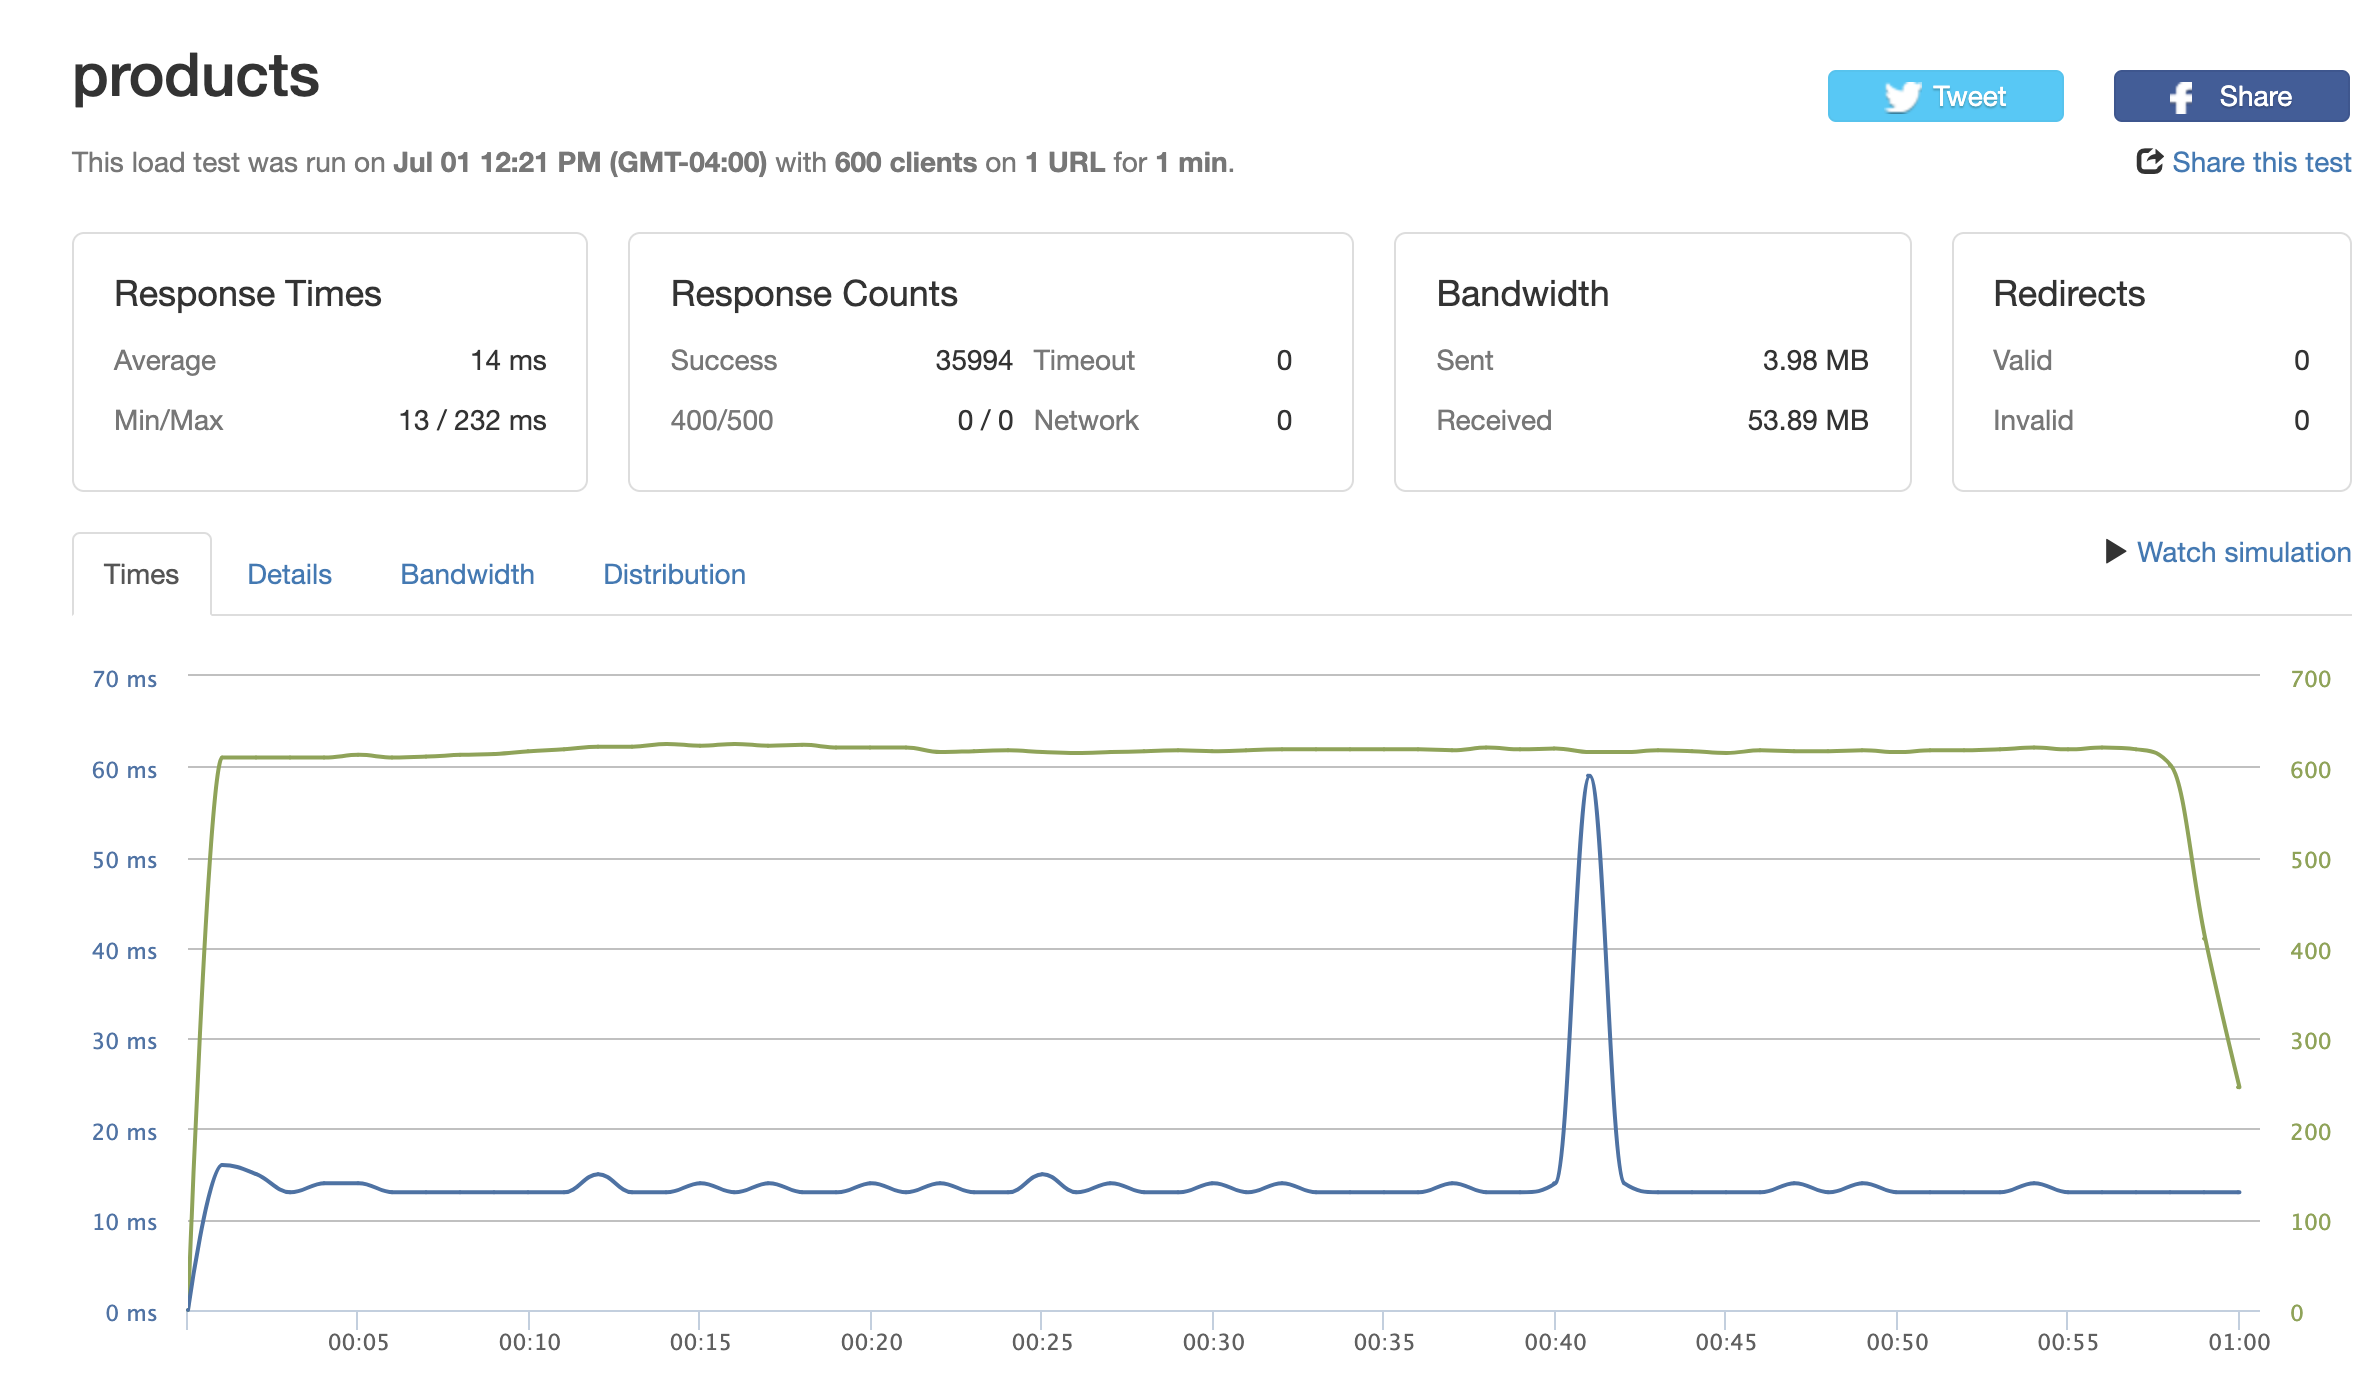 products
Tweet
Share
This load test was run on Jul 01 12:21 PM (GMT-04:00) with 600 clients on 1 URL for 1 min.
Share this test
Response Times
Average 14 ms
Min/Max 13 / 232 ms
Response Counts
Success 35994 Timeout 0
400/500 0 / 0 Network 0
Bandwidth
Sent 3.98 MB
Received 53.89 MB
Redirects
Valid 0
Invalid 0
Times Details Bandwidth Distribution
Watch simulation
70 ms 700
60 ms 600
50 ms 500
40 ms 400
30 ms 300
20 ms 200
10 ms 100
0 ms 0
00:05 00:10 00:15 00:20 00:25 00:30 00:35 00:40 00:45 00:50 00:55 01:00